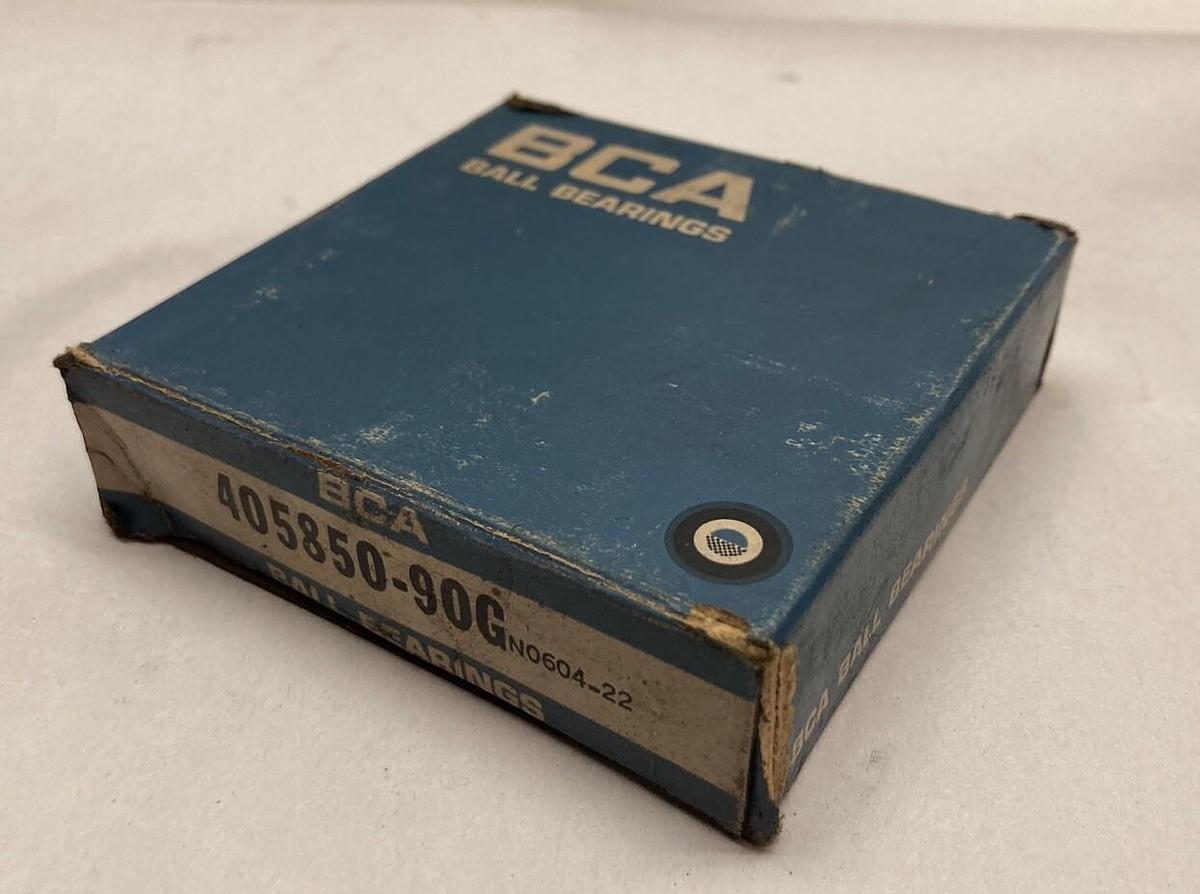 BCA
BALL BEARINGS
BCA
405850-90G
N0604-22
BALL BEARINGS
BCA BALL BEARINGS